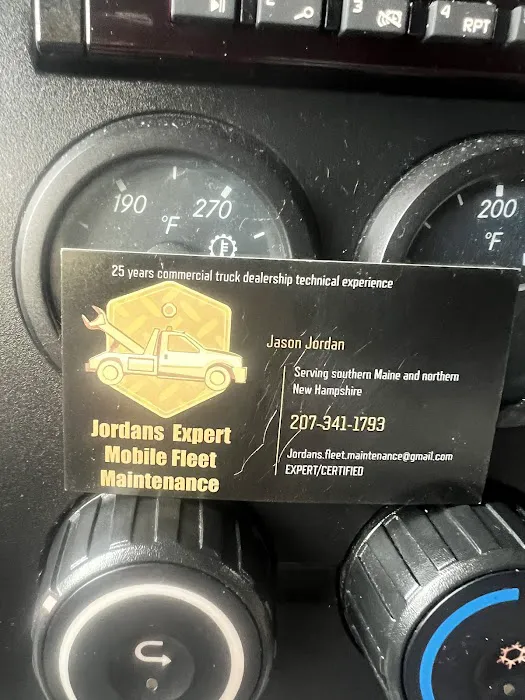 2
3
4 RPT
190 270
°F
200
°F
25 years commercial truck dealership technical experience
Jason Jordan
Serving southern Maine and northern
New Hampshire
207-341-1793
Jordans.fleet.maintenance@gmail.com
EXPERT/CERTIFIED
Jordans Expert
Mobile Fleet
Maintenance